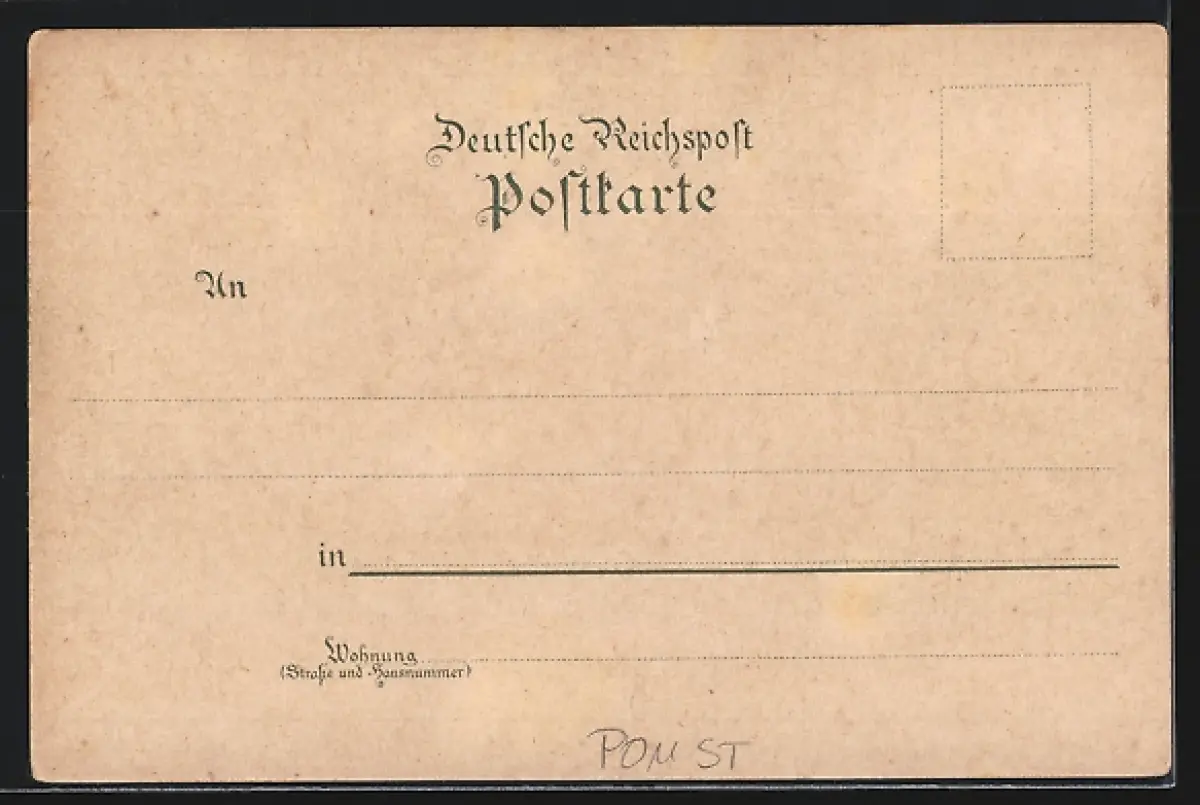 Deutsche Reichspost
Postkarte
An
in
Wohnung
(Straße und Hausnummer)
POM ST